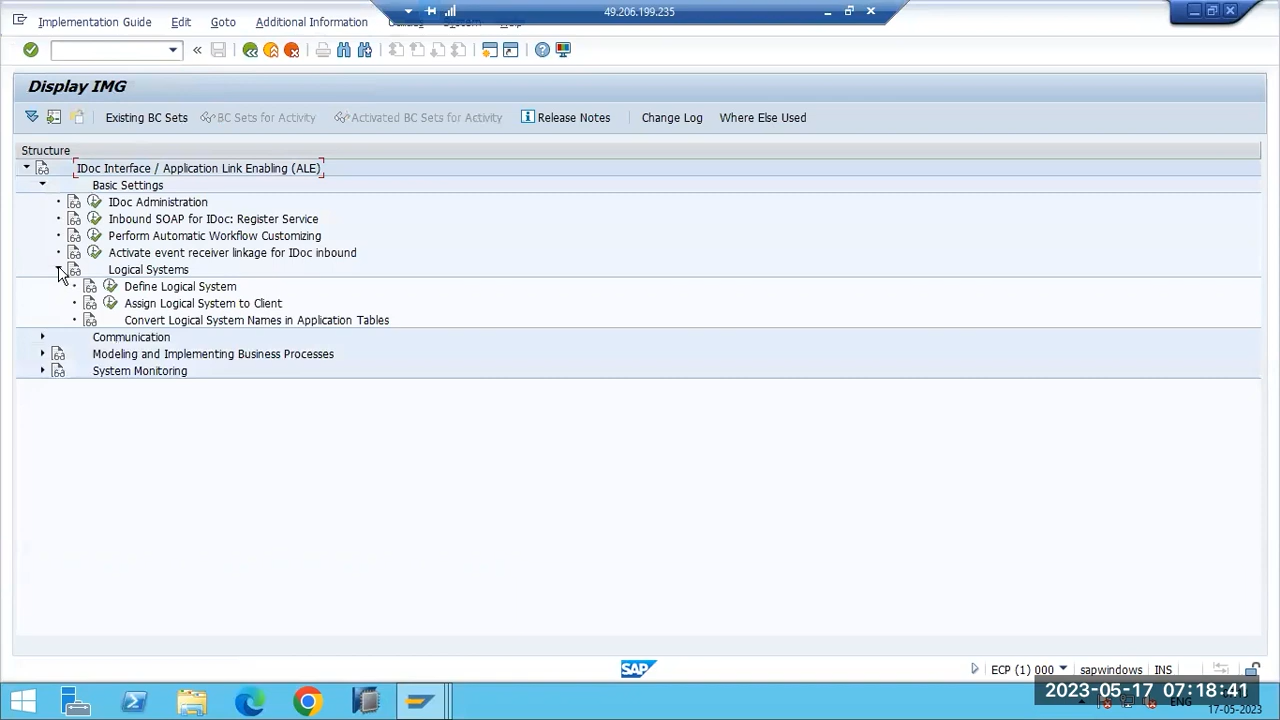 49.206.199.235
Implementation Guide Edit Goto Additional Information
Display IMG
Existing BC Sets BC Sets for Activity Activated BC Sets for Activity Release Notes Change Log Where Else Used
Structure
IDoc Interface / Application Link Enabling (ALE)
Basic Settings
IDoc Administration
Inbound SOAP for IDoc: Register Service
Perform Automatic Workflow Customizing
Activate event receiver linkage for IDoc inbound
Logical Systems
Define Logical System
Assign Logical System to Client
Convert Logical System Names in Application Tables
Communication
Modeling and Implementing Business Processes
System Monitoring
SAP
ECP (1) 000 sapwindows INS
2023-05-17 07:18:41
ENG
17-05-2023